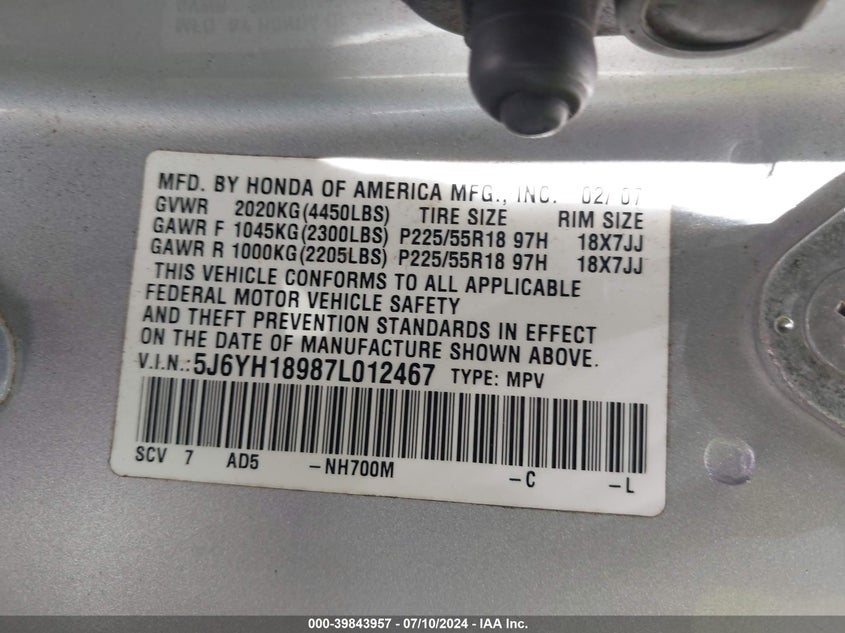 MFD. BY HONDA OF AMERICA MFG., INC. 02/07
GVWR 2020KG(4450LBS) TIRE SIZE RIM SIZE
GAWR F 1045KG(2300LBS) P225/55R18 97H 18X7JJ
GAWR R 1000KG(2205LBS) P225/55R18 97H 18X7JJ
THIS VEHICLE CONFORMS TO ALL APPLICABLE
FEDERAL MOTOR VEHICLE SAFETY
AND THEFT PREVENTION STANDARDS IN EFFECT
ON THE DATE OF MANUFACTURE SHOWN ABOVE.
V.I.N.: 5J6YH18987L012467 TYPE: MPV
SCV 7 AD5 -NH700M -C -L
000-39843957 - 07/10/2024 - IAA Inc.